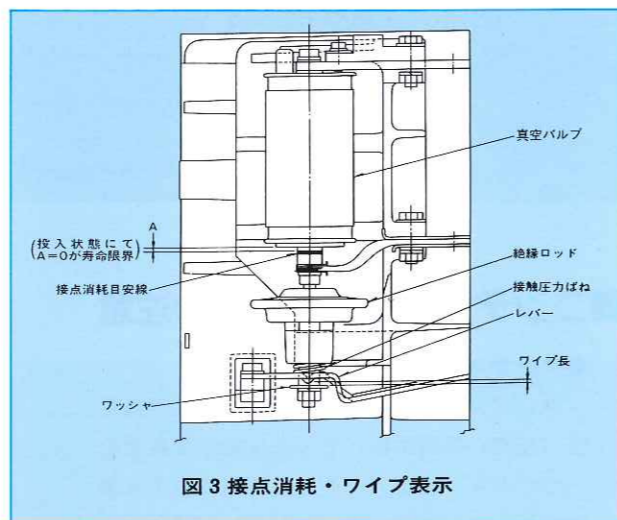 真空バルブ
A
(投入状態にて
A=0が寿命限界)
絶縁ロッド
接点消耗目安線
接触圧力ばね
レバー
ワイプ長
ワッシャ
図3 接点消耗・ワイプ表示